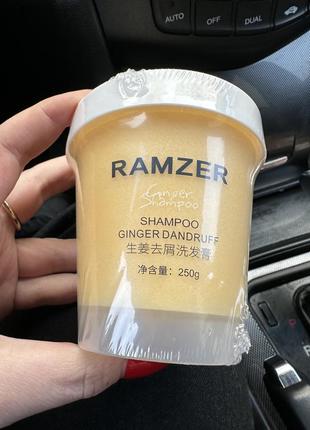 AUTO
OFF
DUAL
RAMZER
Ginger
Shampoo
SHAMPOO
GINGER DANDRUFF
生姜去屑洗发膏
净含量：250g